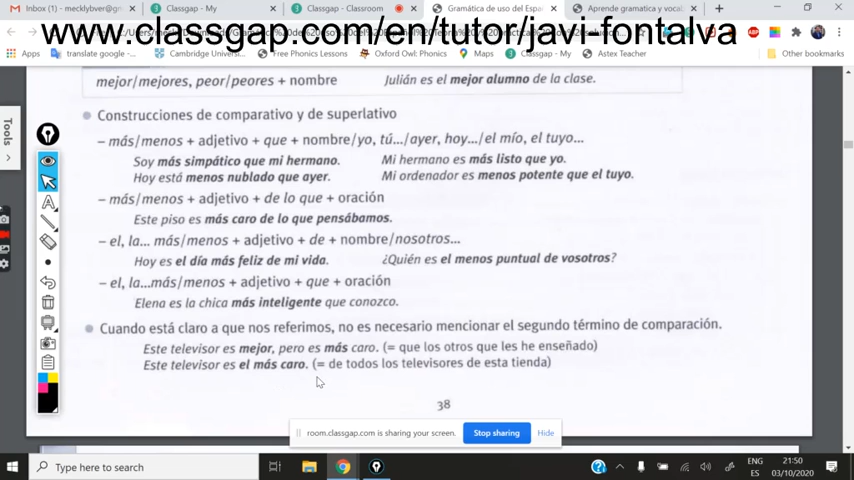 Inbox (1) - mecklyber@gm
Classgap - My
Classgap - Classroom
Gramática de uso del Espa
Aprende gramatica y vocal
www.classgap.com/en/tutor/javi-fontalva
Apps
translate google -...
Cambridge Universi...
Free Phonics Lessons
Oxford Owl: Phonics
Maps
Classgap - My
Astex Teacher
Other bookmarks
mejor/mejores, peor/peores + nombre
Julián es el mejor alumno de la clase.
Construcciones de comparativo y de superlativo
– más/menos + adjetivo + que + nombre/yo, tú.../ayer, hoy.../el mío, el tuyo...
Soy más simpático que mi hermano.
Mi hermano es más listo que yo.
Hoy está menos nublado que ayer.
Mi ordenador es menos potente que el tuyo.
– más/menos + adjetivo + de lo que + oración
Este piso es más caro de lo que pensábamos.
– el, la... más/menos + adjetivo + de + nombre/nosotros...
Hoy es el día más feliz de mi vida.
¿Quién es el menos puntual de vosotros?
– el, la...más/menos + adjetivo + que + oración
Elena es la chica más inteligente que conozco.
Cuando está claro a que nos referimos, no es necesario mencionar el segundo término de comparación.
Este televisor es mejor, pero es más caro. (= que los otros que les he enseñado)
Este televisor es el más caro. (= de todos los televisores de esta tienda)
38
Tools
room.classgap.com is sharing your screen.
Stop sharing
Hide
Type here to search
ENG
ES
21:50
03/10/2020